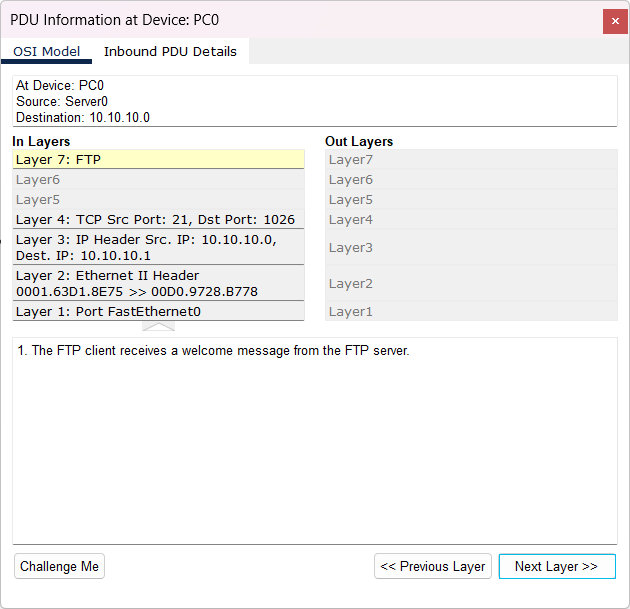 PDU Information at Device: PC0
OSI Model
Inbound PDU Details
At Device: PC0
Source: Server0
Destination: 10.10.10.0
In Layers
Layer 7: FTP
Layer6
Layer5
Layer 4: TCP Src Port: 21, Dst Port: 1026
Layer 3: IP Header Src. IP: 10.10.10.0,
Dest. IP: 10.10.10.1
Layer 2: Ethernet II Header
0001.63D1.8E75 >> 00D0.9728.B778
Layer 1: Port FastEthernet0
Out Layers
Layer7
Layer6
Layer5
Layer4
Layer3
Layer2
Layer1
1. The FTP client receives a welcome message from the FTP server.
Challenge Me
<< Previous Layer
Next Layer >>